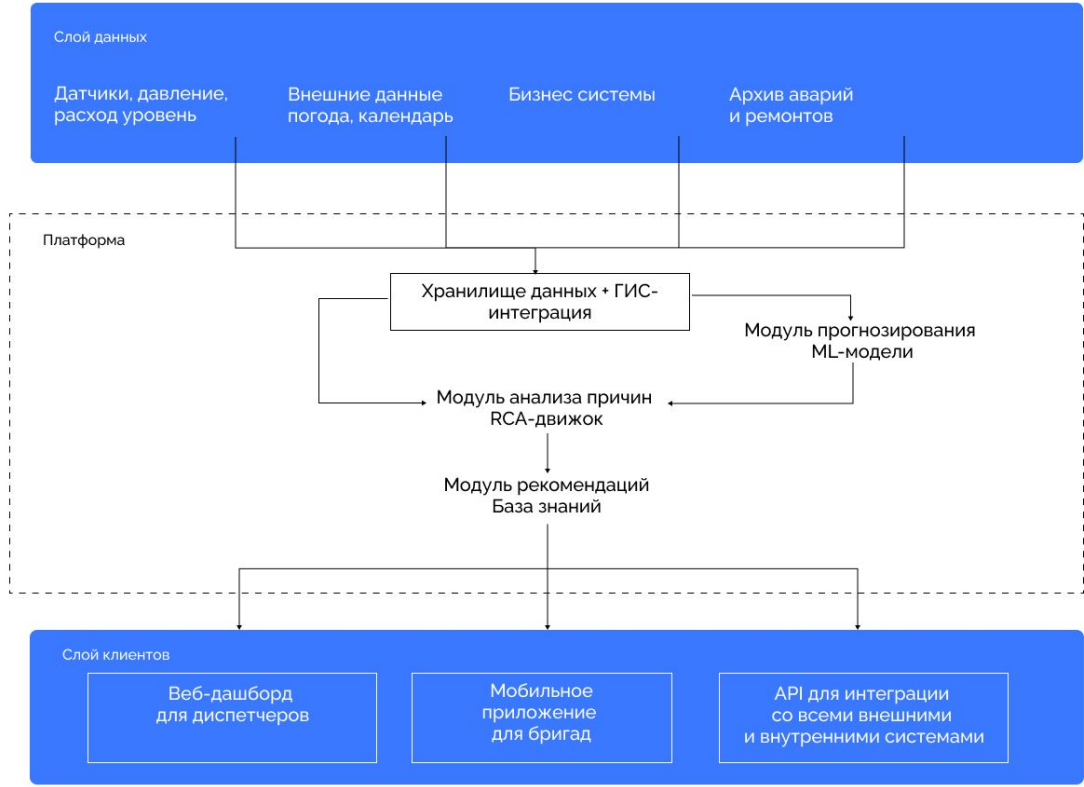 Слой данных
Датчики, давление,
расход уровень
Внешние данные
погода, календарь
Бизнес системы
Архив аварий
и ремонтов
Платформа
Хранилище данных + ГИС-
интеграция
Модуль прогнозирования
ML-модели
Модуль анализа причин
RCA-движок
Модуль рекомендаций
База знаний
Слой клиентов
Веб-дашборд
для диспетчеров
Мобильное
приложение
для бригад
API для интеграции
со всеми внешними
и внутренними системами